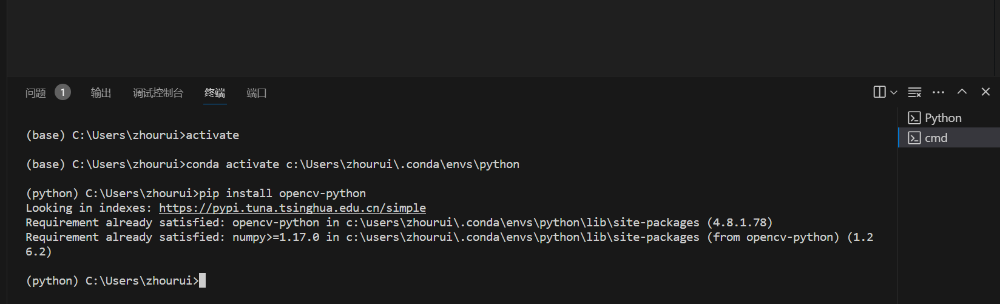 问题 1 输出 调试控制台 终端 端口
Python
cmd
(base) C:\Users\zhourui>activate
(base) C:\Users\zhourui>conda activate c:\Users\zhourui\.conda\envs\python
(python) C:\Users\zhourui>pip install opencv-python
Looking in indexes: https://pypi.tuna.tsinghua.edu.cn/simple
Requirement already satisfied: opencv-python in c:\users\zhourui\.conda\envs\python\lib\site-packages (4.8.1.78)
Requirement already satisfied: numpy>=1.17.0 in c:\users\zhourui\.conda\envs\python\lib\site-packages (from opencv-python) (1.2
6.2)
(python) C:\Users\zhourui>